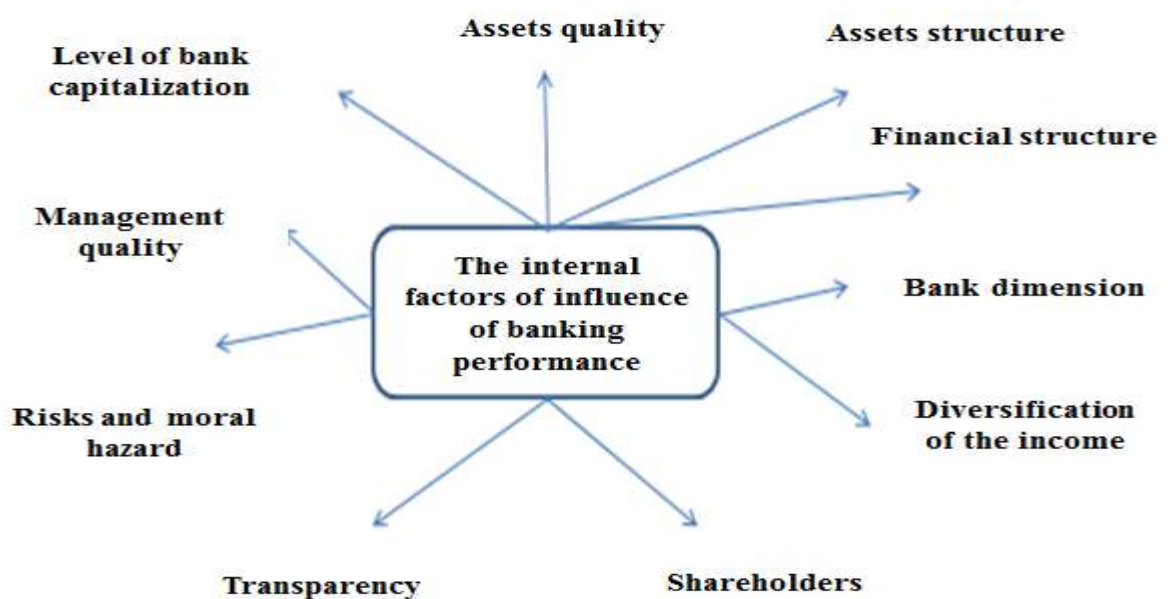 Assets quality
Assets structure
Level of bank
capitalization
Financial structure
Management
quality
The internal
factors of influence
of banking
performance
Bank dimension
Risks and moral
hazard
Diversification
of the income
Transparency
Shareholders